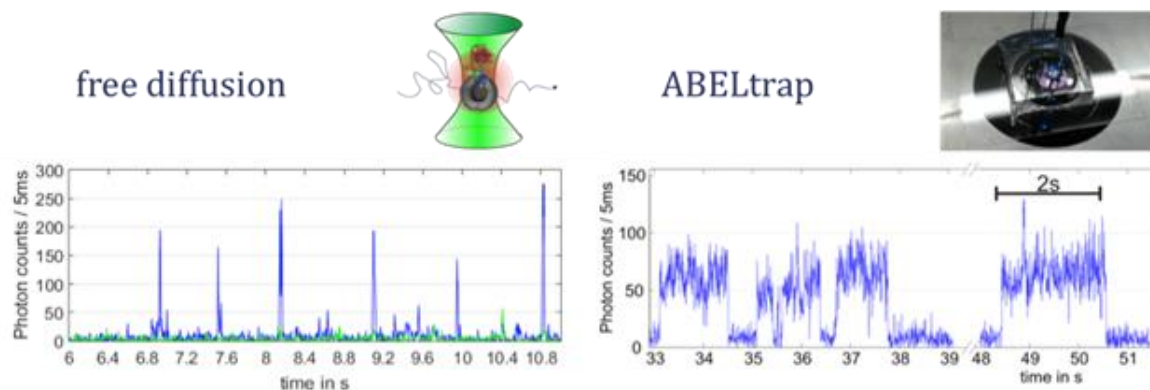 free diffusion
ABELtrap
Photon counts / 5ms
300
250
200
150
100
50
0
6 6.4 6.8 7.2 7.6 8 8.4 8.8 9.2 9.6 10 10.4 10.8
time in s
Photon counts / 5ms
150
100
50
0
2s
33 34 35 36 37 38 39 48 49 50 51
time in s